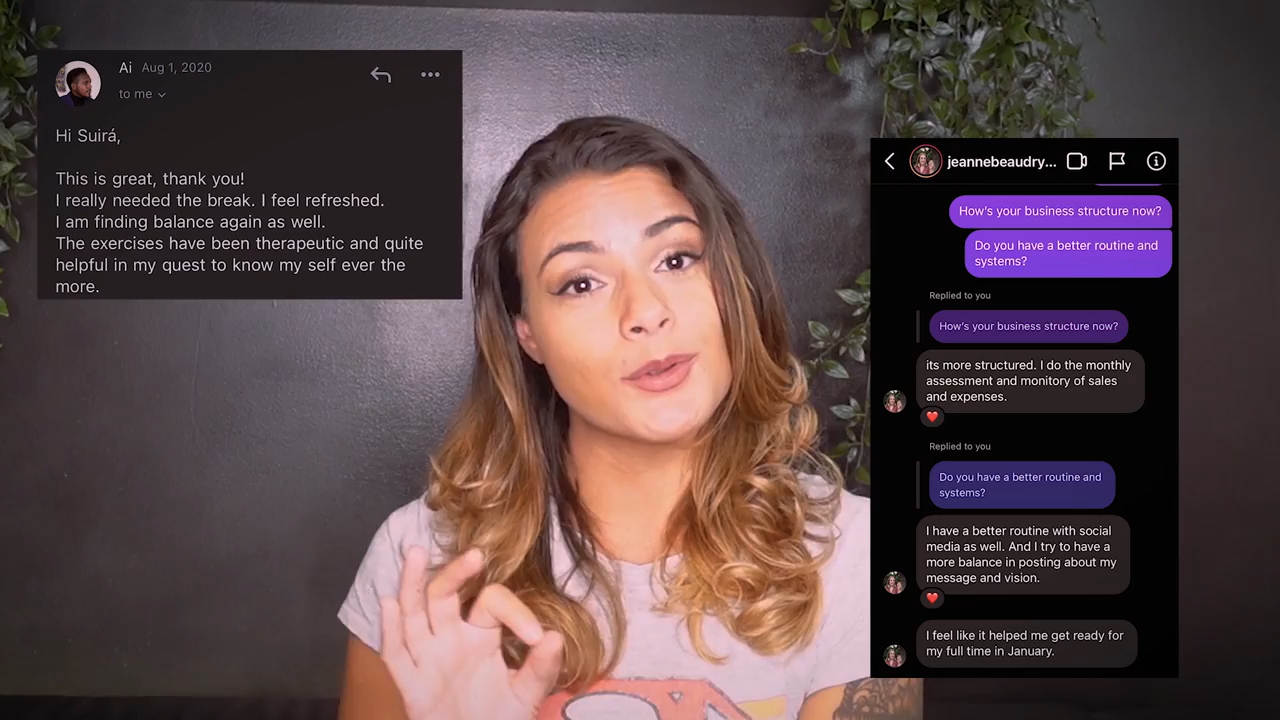 Ai Aug 1, 2020
to me
Hi Suirá,
This is great, thank you!
I really needed the break. I feel refreshed.
I am finding balance again as well.
The exercises have been therapeutic and quite
helpful in my quest to know my self ever the
more.
jeannebeaudry...
How's your business structure now?
Do you have a better routine and
systems?
Replied to you
How's your business structure now?
its more structured. I do the monthly
assessment and monitory of sales
and expenses.
Replied to you
Do you have a better routine and
systems?
I have a better routine with social
media as well. And I try to have a
more balance in posting about my
message and vision.
I feel like it helped me get ready for
my full time in January.